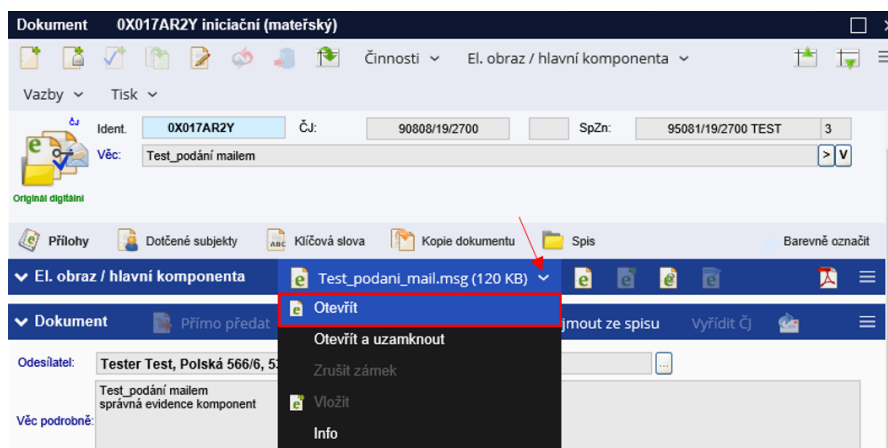 Dokument 0X017AR2Y iniciační (mateřský)
Činnosti El. obraz / hlavní komponenta
Vazby Tisk
ČJ
Ident. 0X017AR2Y ČJ: 90808/19/2700 SpZn: 95081/19/2700 TEST 3
Věc: Test_podání mailem > V
Originál digitální
Přílohy Dotčené subjekty ABC Klíčová slova Kopie dokumentu Spis Barevně označit
El. obraz / hlavní komponenta Test_podani_mail.msg (120 KB)
Otevřít
Dokument Přímo předat jmout ze spisu Vyřídit ČJ
Otevřít a uzamknout
Odesílatel: Tester Test, Polská 566/6, 53 ...
Zrušit zámek
Test_podání mailem
správná evidence komponent
Vložit
Věc podrobně:
Info